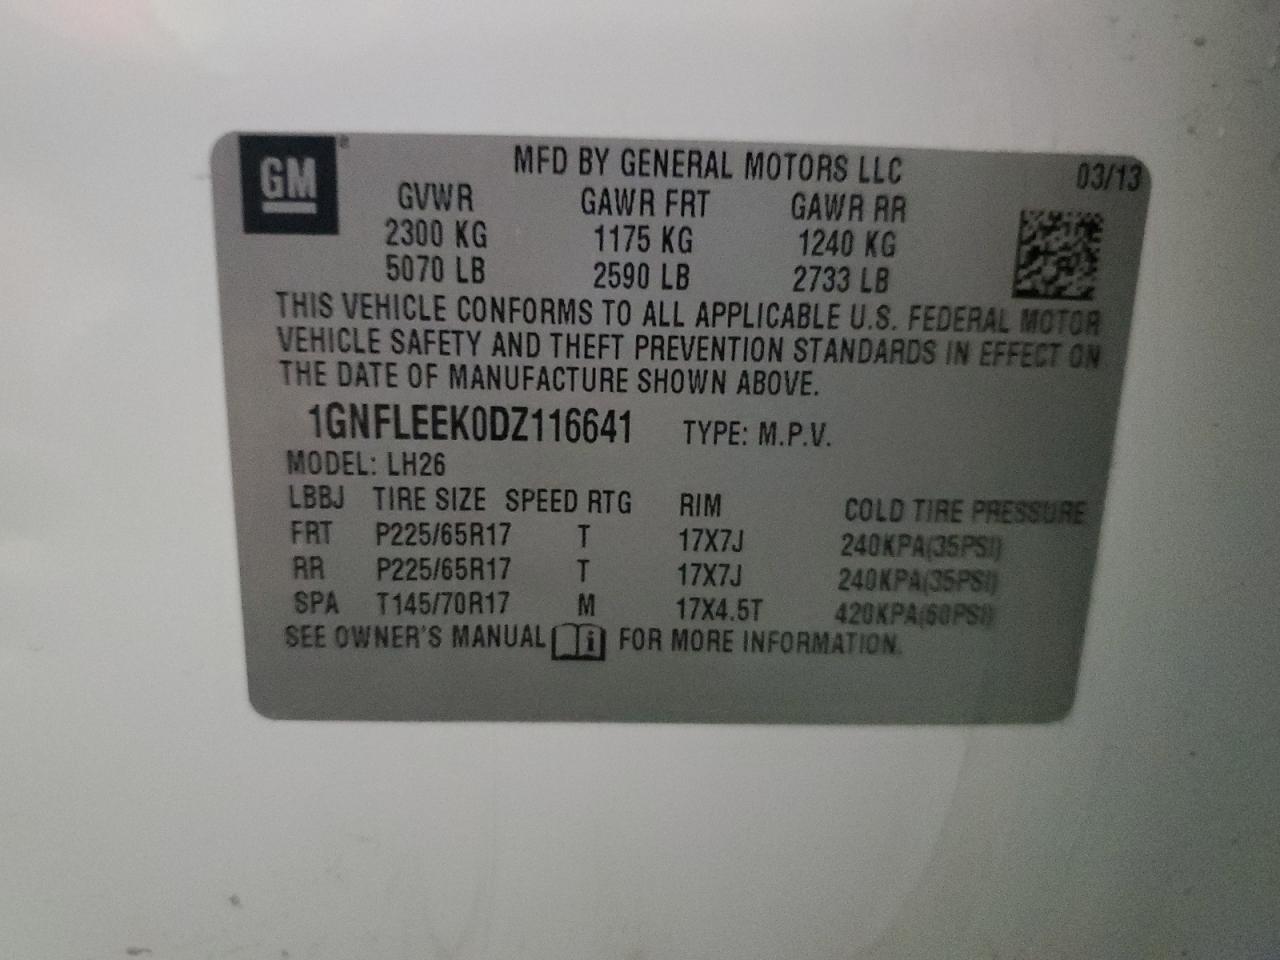 GM
MFD BY GENERAL MOTORS LLC 03/13
GVWR GAWR FRT GAWR RR
2300 KG 1175 KG 1240 KG
5070 LB 2590 LB 2733 LB
THIS VEHICLE CONFORMS TO ALL APPLICABLE U.S. FEDERAL MOTOR
VEHICLE SAFETY AND THEFT PREVENTION STANDARDS IN EFFECT ON
THE DATE OF MANUFACTURE SHOWN ABOVE.
1GNFLEEK0DZ116641 TYPE: M.P.V.
MODEL: LH26
LBBJ TIRE SIZE SPEED RTG RIM COLD TIRE PRESSURE
FRT P225/65R17 T 17X7J 240KPA(35PSI)
RR P225/65R17 T 17X7J 240KPA(35PSI)
SPA T145/70R17 M 17X4.5T 420KPA(60PSI)
SEE OWNER'S MANUAL i FOR MORE INFORMATION.